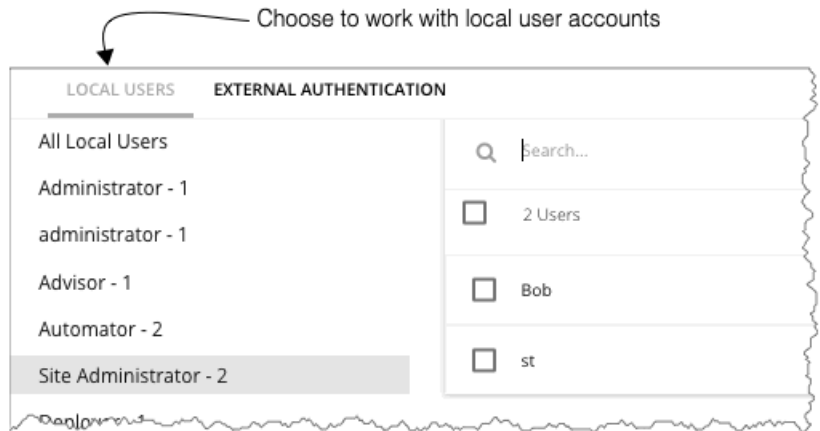 Choose to work with local user accounts
LOCAL USERS EXTERNAL AUTHENTICATION
All Local Users
Administrator - 1
administrator - 1
Advisor - 1
Automator - 2
Site Administrator - 2
Search...
2 Users
Bob
st